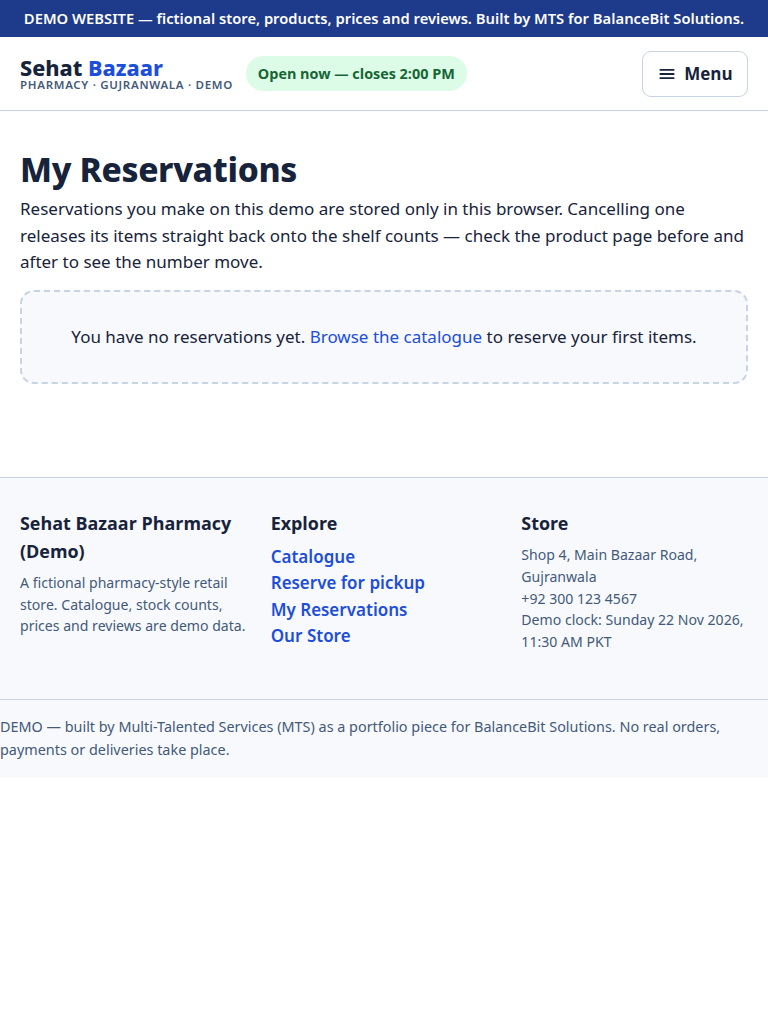 DEMO WEBSITE — fictional store, products, prices and reviews. Built by MTS for BalanceBit Solutions.
Sehat Bazaar
PHARMACY · GUJRANWALA · DEMO
Open now — closes 2:00 PM
Menu
My Reservations
Reservations you make on this demo are stored only in this browser. Cancelling one
releases its items straight back onto the shelf counts — check the product page before and
after to see the number move.
You have no reservations yet. Browse the catalogue to reserve your first items.
Sehat Bazaar Pharmacy
(Demo)
A fictional pharmacy-style retail
store. Catalogue, stock counts,
prices and reviews are demo data.
Explore
Catalogue
Reserve for pickup
My Reservations
Our Store
Store
Shop 4, Main Bazaar Road,
Gujranwala
+92 300 123 4567
Demo clock: Sunday 22 Nov 2026,
11:30 AM PKT
DEMO — built by Multi-Talented Services (MTS) as a portfolio piece for BalanceBit Solutions. No real orders,
payments or deliveries take place.